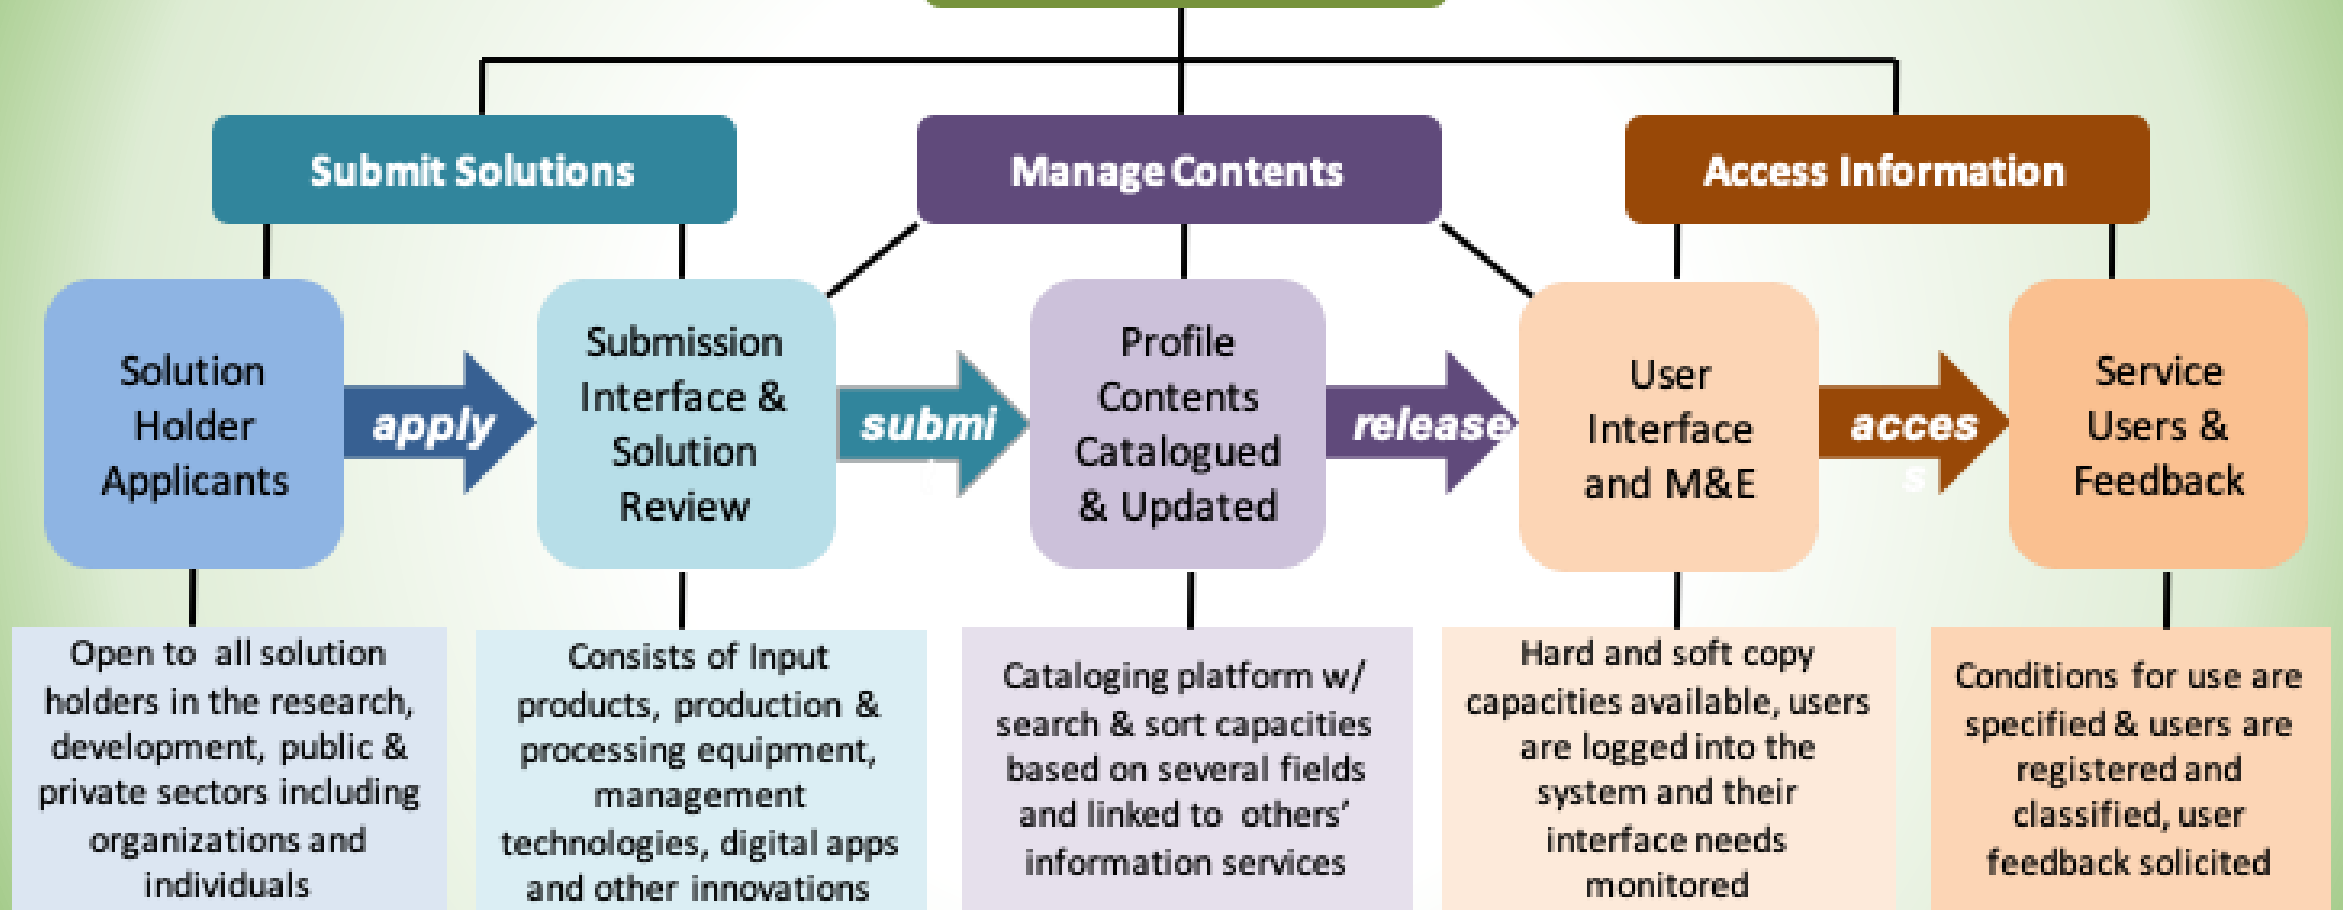 Submit Solutions
Manage Contents
Access Information
Solution
Holder
Applicants
apply
Submission
Interface &
Solution
Review
submi
Profile
Contents
Catalogued
& Updated
release
User
Interface
and M&E
acces
s
Service
Users &
Feedback
Open to all solution
holders in the research,
development, public &
private sectors including
organizations and
individuals
Consists of Input
products, production &
processing equipment,
management
technologies, digital apps
and other innovations
Cataloging platform w/
search & sort capacities
based on several fields
and linked to others’
information services
Hard and soft copy
capacities available, users
are logged into the
system and their
interface needs
monitored
Conditions for use are
specified & users are
registered and
classified, user
feedback solicited